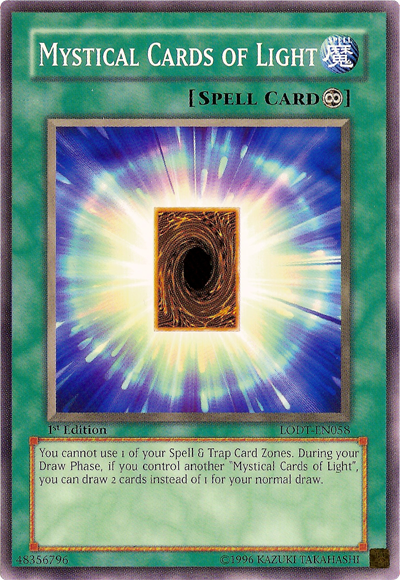 MYSTICAL CARDS OF LIGHT
SPELL
魔
[SPELL CARD♾]
1st Edition
LODT-EN058
You cannot use 1 of your Spell & Trap Card Zones. During your
Draw Phase, if you control another "Mystical Cards of Light",
you can draw 2 cards instead of 1 for your normal draw.
48356796
©1996 KAZUKI TAKAHASHI